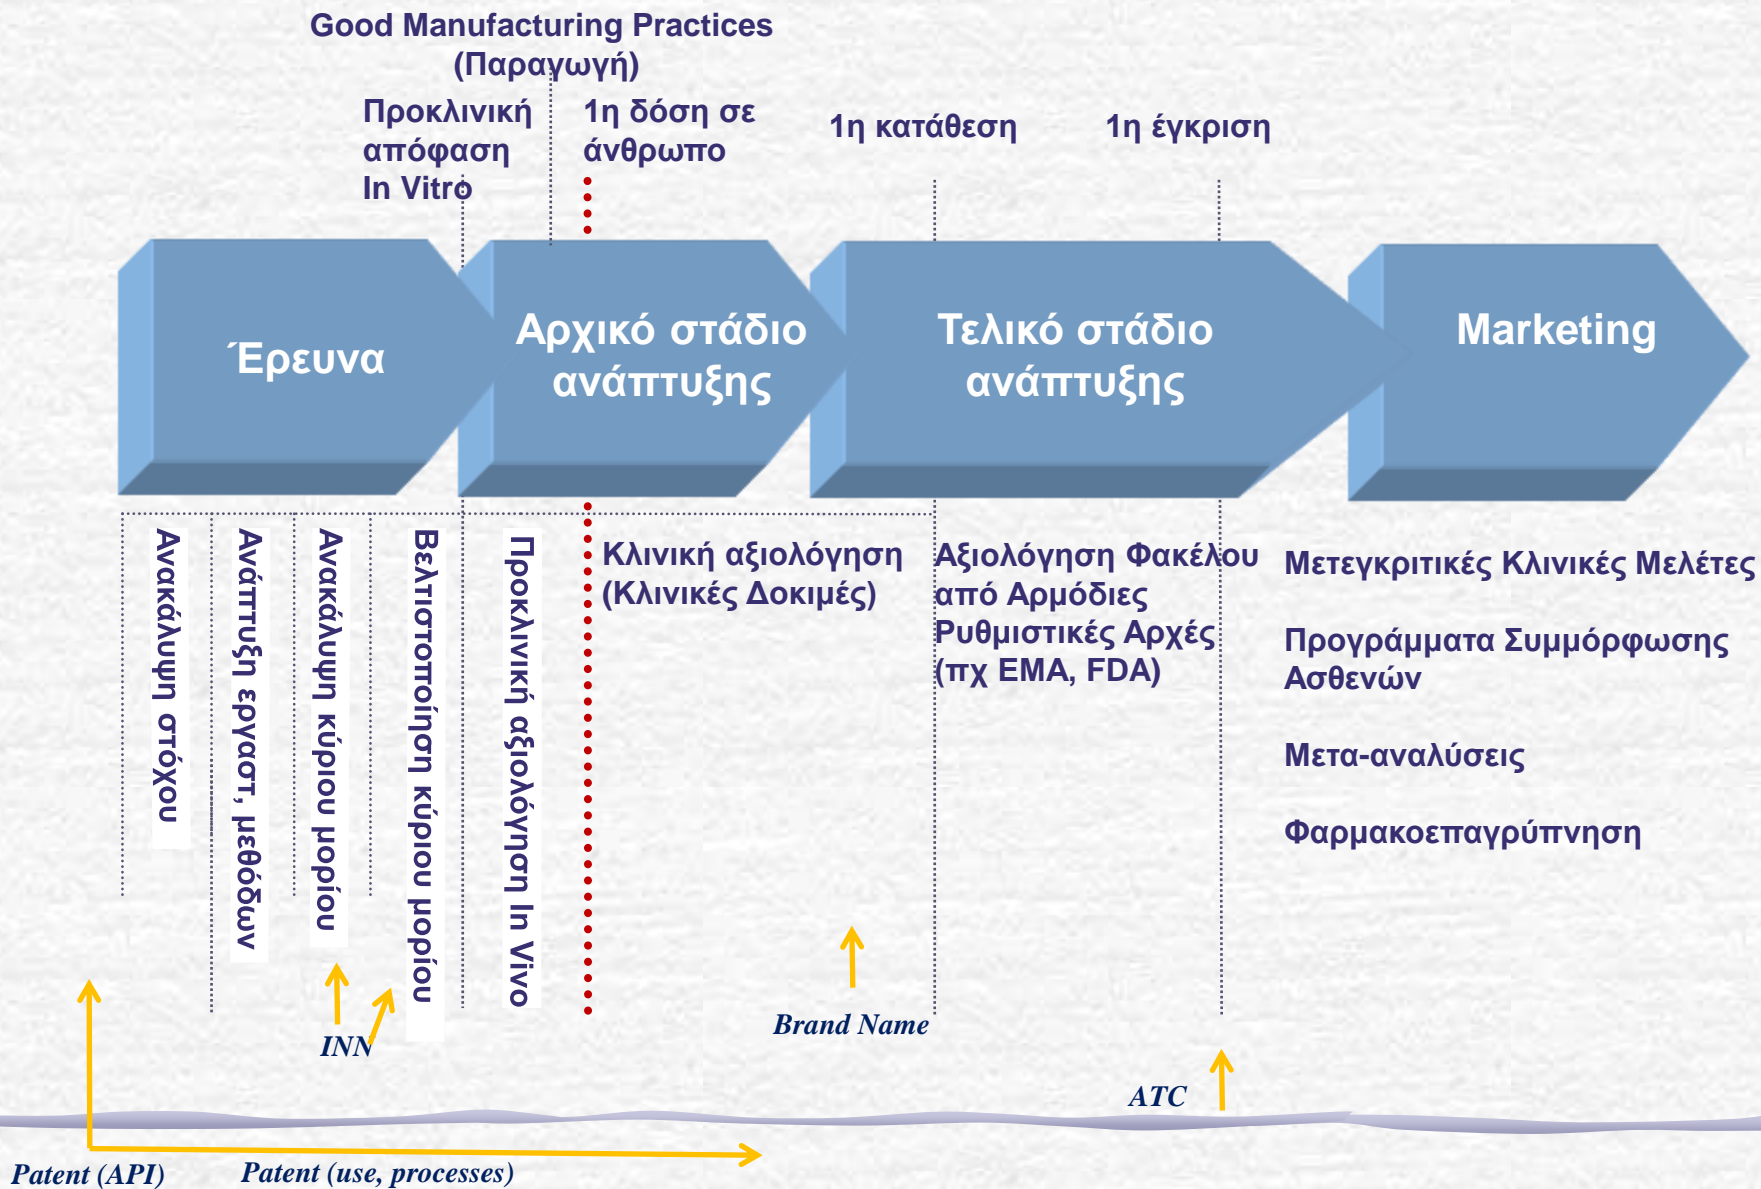 Good Manufacturing Practices
(Παραγωγή)
Προκλινική
απόφαση
In Vitro
1η δόση σε
άνθρωπο
1η κατάθεση
1η έγκριση
Έρευνα
Αρχικό στάδιο
ανάπτυξης
Τελικό στάδιο
ανάπτυξης
Marketing
Ανακάλυψη στόχου
Ανάπτυξη εργαστ, μεθόδων
Ανακάλυψη κύριου μορίου
Βελτιστοποίηση κύριου μορίου
Προκλινική αξιολόγηση In Vivo
Κλινική αξιολόγηση
(Κλινικές Δοκιμές)
Αξιολόγηση Φακέλου
από Αρμόδιες
Ρυθμιστικές Αρχές
(πχ EMA, FDA)
Μετεγκριτικές Κλινικές Μελέτες
Προγράμματα Συμμόρφωσης
Ασθενών
Μετα-αναλύσεις
Φαρμακοεπαγρύπνηση
INN
Brand Name
ATC
Patent (API)
Patent (use, processes)